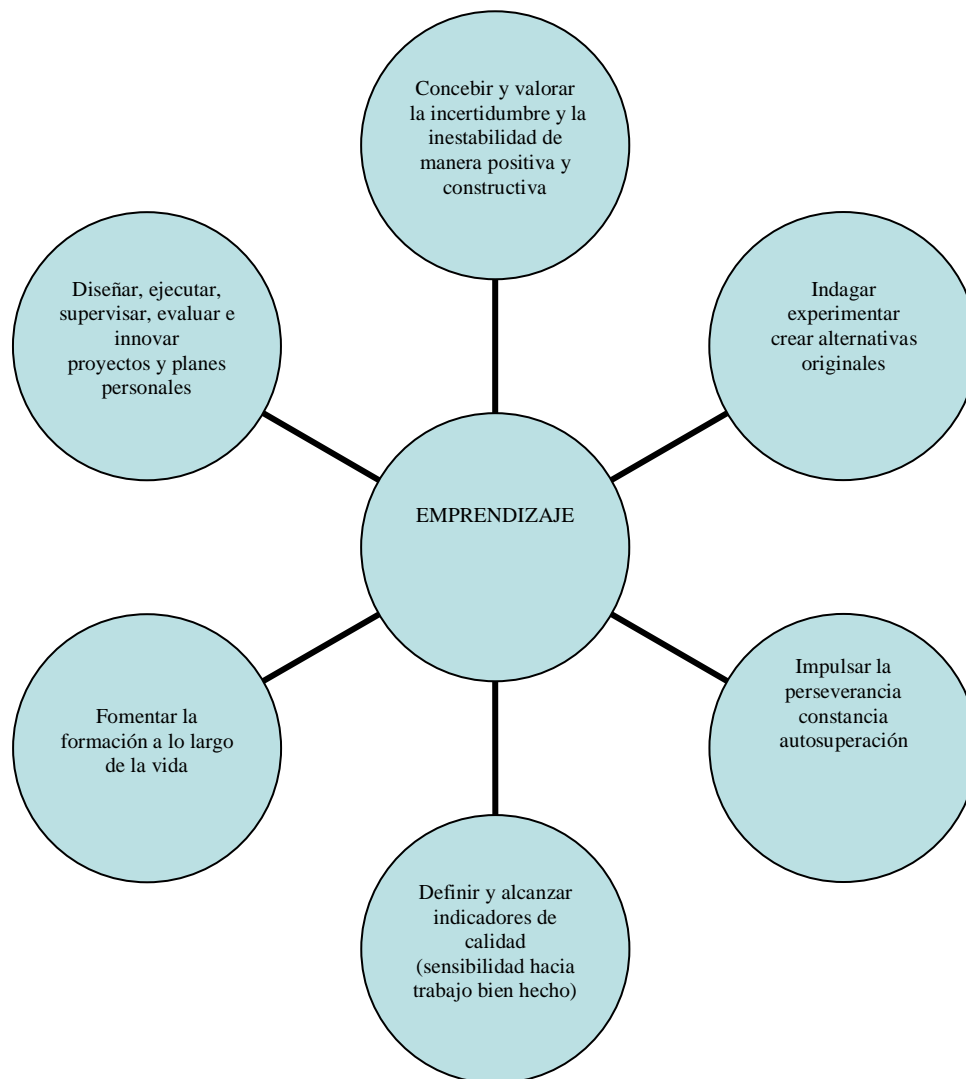 Concebir y valorar
la incertidumbre y la
inestabilidad de
manera positiva y
constructiva
Diseñar, ejecutar,
supervisar, evaluar e
innovar
proyectos y planes
personales
Indagar
experimentar
crear alternativas
originales
EMPRENDIZAJE
Fomentar la
formación a lo largo
de la vida
Impulsar la
perseverancia
constancia
autosuperación
Definir y alcanzar
indicadores de
calidad
(sensibilidad hacia
trabajo bien hecho)